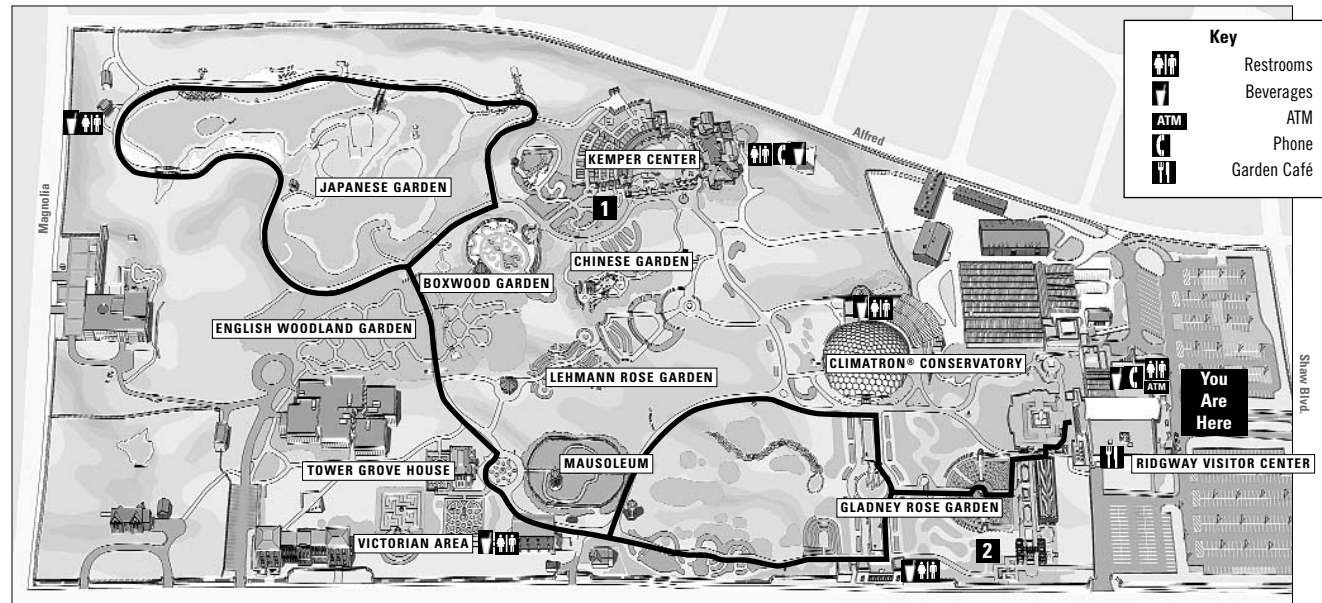 Key
Restrooms
Beverages
ATM ATM
Phone
Garden Café
Alfred
Magnolia
Shaw Blvd.
KEMPER CENTER
1
JAPANESE GARDEN
CHINESE GARDEN
BOXWOOD GARDEN
ENGLISH WOODLAND GARDEN
CLIMATRON® CONSERVATORY
LEHMANN ROSE GARDEN
ATM
You
Are
Here
TOWER GROVE HOUSE
MAUSOLEUM
RIDGWAY VISITOR CENTER
GLADNEY ROSE GARDEN
VICTORIAN AREA
2